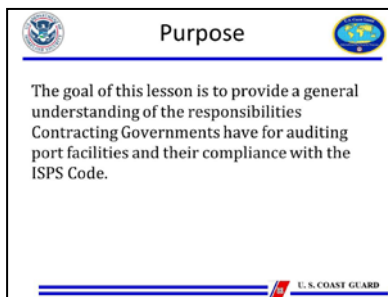 Purpose
The goal of this lesson is to provide a general
understanding of the responsibilities
Contracting Governments have for auditing
port facilities and their compliance with the
ISPS Code.
U. S. COAST GUARD